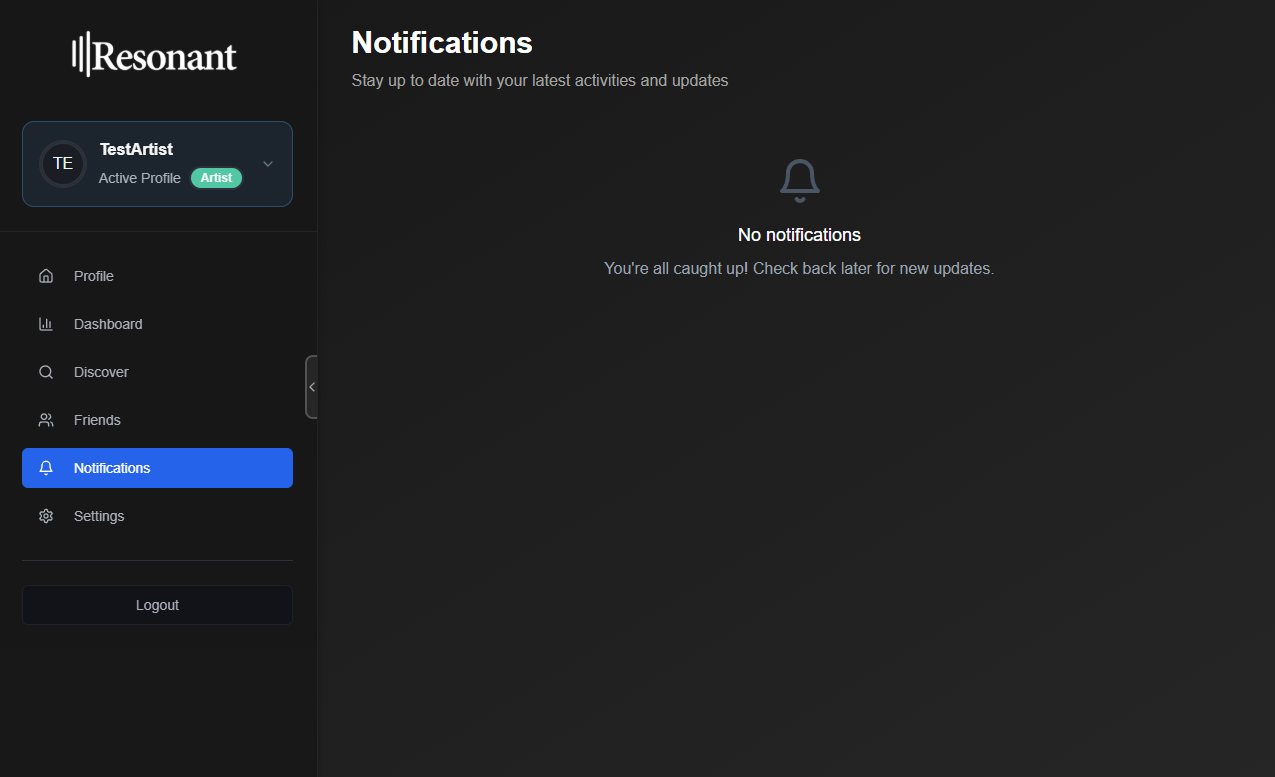 Resonant
TE
TestArtist
Active Profile Artist
Profile
Dashboard
Discover
Friends
Notifications
Settings
Logout
Notifications
Stay up to date with your latest activities and updates
No notifications
You're all caught up! Check back later for new updates.